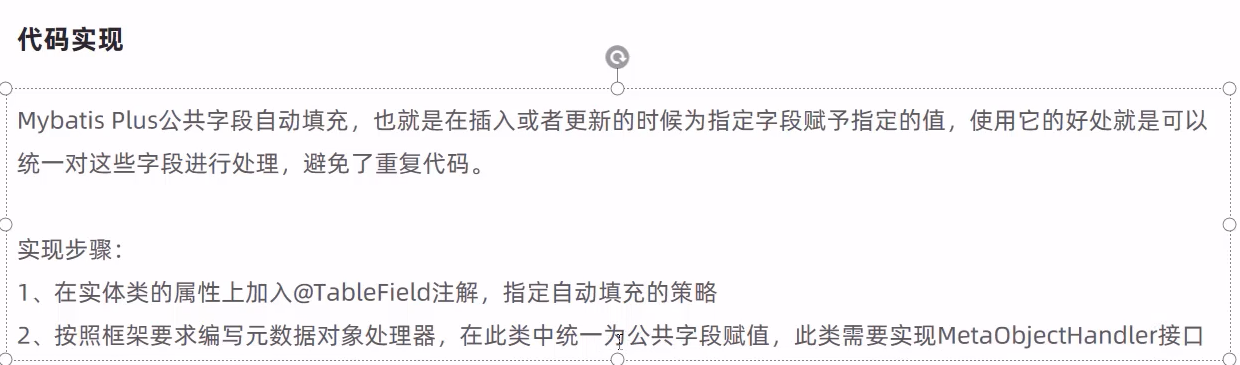 代码实现
Mybatis Plus公共字段自动填充，也就是在插入或者更新的时候为指定字段赋予指定的值，使用它的好处就是可以
统一对这些字段进行处理，避免了重复代码。
实现步骤：
1、在实体类的属性上加入@TableField注解，指定自动填充的策略
2、按照框架要求编写元数据对象处理器，在此类中统一为公共字段赋值，此类需要实现MetaObjectHandler接口